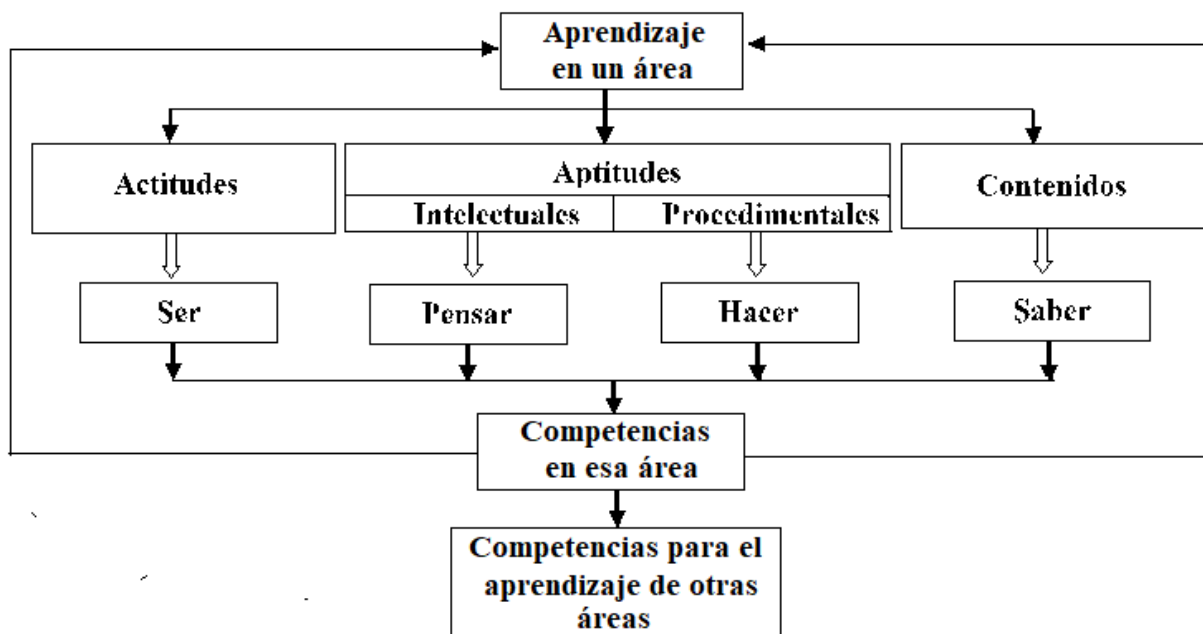 Aprendizaje
en un área
Actitudes
Aptitudes
Contenidos
Intelectuales
Procedimentales
Ser
Pensar
Hacer
Saber
Competencias
en esa área
Competencias para el
aprendizaje de otras
áreas